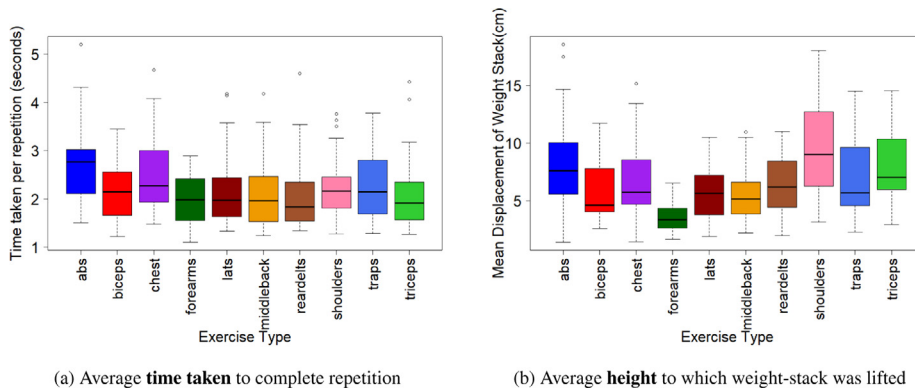 Time taken per repetition (seconds)
5
4
3
2
1
abs
biceps
chest
forearms
lats
middleback
reardelts
shoulders
traps
triceps
Exercise Type
(a) Average time taken to complete repetition
Mean Displacement of Weight Stack(cm)
15
10
5
abs
biceps
chest
forearms
lats
middleback
reardelts
shoulders
traps
triceps
Exercise Type
(b) Average height to which weight-stack was lifted